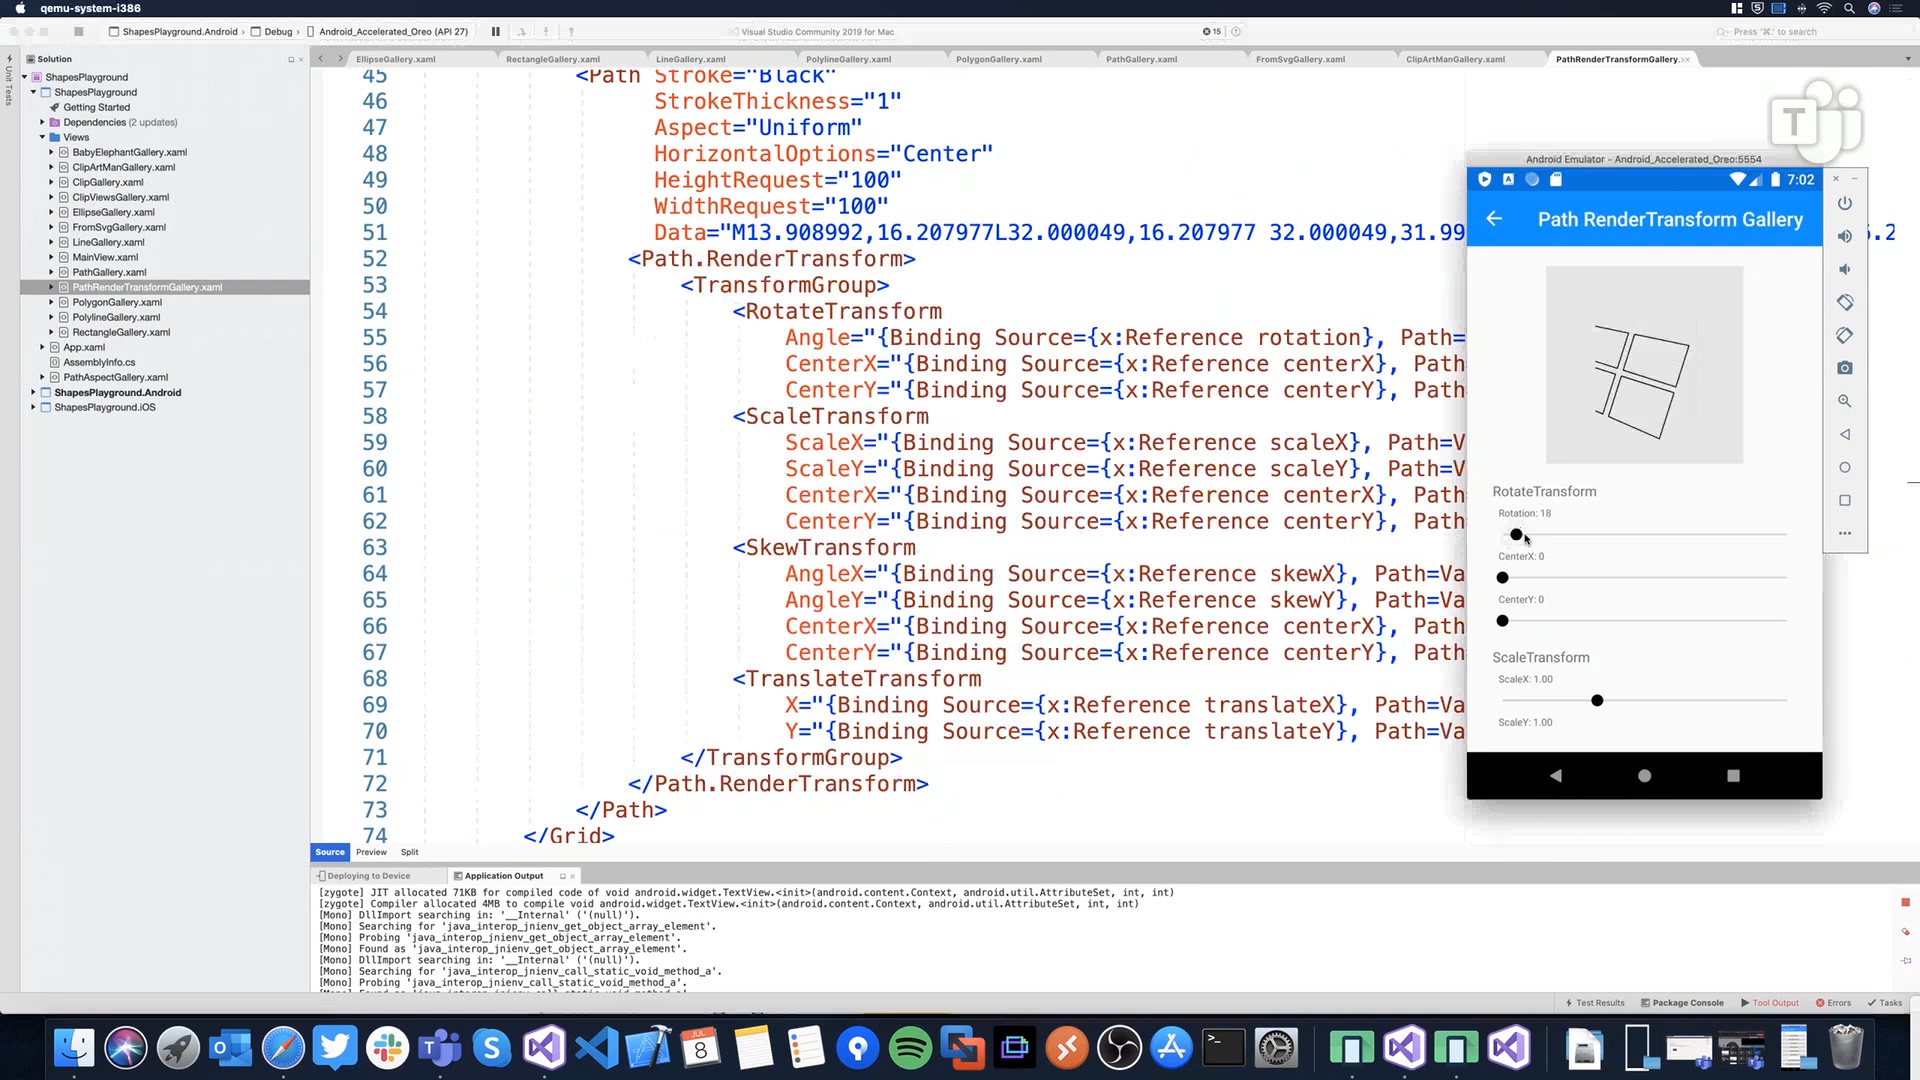 qemu-system-i386
ShapesPlayground.Android
Debug
Android_Accelerated_Oreo (API 27)
Visual Studio Community 2019 for Mac
15
Press '⌘.' to search
Unit Tests
Solution
ShapesPlayground
ShapesPlayground
Getting Started
Dependencies (2 updates)
Views
BabyElephantGallery.xaml
ClipArtManGallery.xaml
ClipGallery.xaml
ClipViewsGallery.xaml
EllipseGallery.xaml
FromSvgGallery.xaml
LineGallery.xaml
MainView.xaml
PathGallery.xaml
PathRenderTransformGallery.xaml
PolygonGallery.xaml
PolylineGallery.xaml
RectangleGallery.xaml
App.xaml
AssemblyInfo.cs
PathAspectGallery.xaml
ShapesPlayground.Android
ShapesPlayground.iOS
EllipseGallery.xaml
RectangleGallery.xaml
LineGallery.xaml
PolylineGallery.xaml
PolygonGallery.xaml
PathGallery.xaml
FromSvgGallery.xaml
ClipArtManGallery.xaml
PathRenderTransformGallery.
45 <Path Stroke="Black"
46 StrokeThickness="1"
47 Aspect="Uniform"
48 HorizontalOptions="Center"
49 HeightRequest="100"
50 WidthRequest="100"
51 Data="M13.908992,16.207977L32.000049,16.207977 32.000049,31.99
52 <Path.RenderTransform>
53 <TransformGroup>
54 <RotateTransform
55 Angle="{Binding Source={x:Reference rotation}, Path=
56 CenterX="{Binding Source={x:Reference centerX}, Path
57 CenterY="{Binding Source={x:Reference centerY}, Path
58 <ScaleTransform
59 ScaleX="{Binding Source={x:Reference scaleX}, Path=V
60 ScaleY="{Binding Source={x:Reference scaleY}, Path=V
61 CenterX="{Binding Source={x:Reference centerX}, Path
62 CenterY="{Binding Source={x:Reference centerY}, Path
63 <SkewTransform
64 AngleX="{Binding Source={x:Reference skewX}, Path=Va
65 AngleY="{Binding Source={x:Reference skewY}, Path=Va
66 CenterX="{Binding Source={x:Reference centerX}, Path
67 CenterY="{Binding Source={x:Reference centerY}, Path
68 <TranslateTransform
69 X="{Binding Source={x:Reference translateX}, Path=Va
70 Y="{Binding Source={x:Reference translateY}, Path=Va
71 </TransformGroup>
72 </Path.RenderTransform>
73 </Path>
74 </Grid>
T
Android Emulator - Android_Accelerated_Oreo:5554
7:02
Path RenderTransform Gallery
RotateTransform
Rotation: 18
CenterX: 0
CenterY: 0
ScaleTransform
ScaleX: 1.00
ScaleY: 1.00
Source
Preview
Split
Deploying to Device
Application Output
[zygote] JIT allocated 71KB for compiled code of void android.widget.TextView.<init>(android.content.Context, android.util.AttributeSet, int, int)
[zygote] Compiler allocated 4MB to compile void android.widget.TextView.<init>(android.content.Context, android.util.AttributeSet, int, int)
[Mono] DllImport searching in: '__Internal' ('(null)').
[Mono] Searching for 'java_interop_jnienv_get_object_array_element'.
[Mono] Probing 'java_interop_jnienv_get_object_array_element'.
[Mono] Found as 'java_interop_jnienv_get_object_array_element'.
[Mono] DllImport searching in: '__Internal' ('(null)').
[Mono] Searching for 'java_interop_jnienv_call_static_void_method_a'.
[Mono] Probing 'java_interop_jnienv_call_static_void_method_a'.
Test Results
Package Console
Tool Output
Errors
Tasks
JUL
8